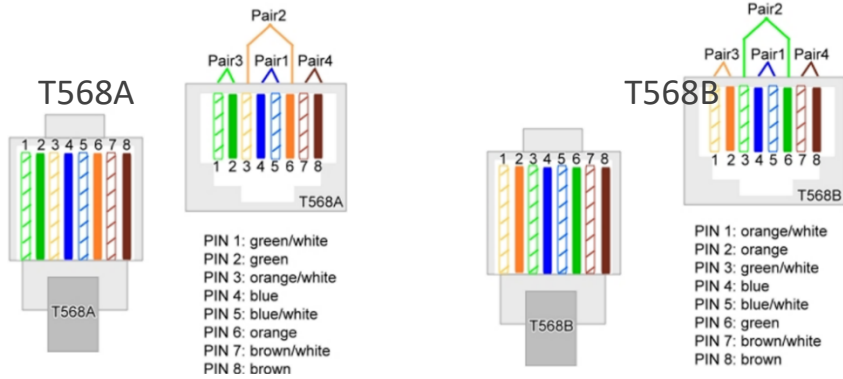 T568A
1 2 3 4 5 6 7 8
T568A
Pair2
Pair3 Pair1 Pair4
1 2 3 4 5 6 7 8
T568A
PIN 1: green/white
PIN 2: green
PIN 3: orange/white
PIN 4: blue
PIN 5: blue/white
PIN 6: orange
PIN 7: brown/white
PIN 8: brown
T568B
1 2 3 4 5 6 7 8
T568B
Pair2
Pair3 Pair1 Pair4
1 2 3 4 5 6 7 8
T568B
PIN 1: orange/white
PIN 2: orange
PIN 3: green/white
PIN 4: blue
PIN 5: blue/white
PIN 6: green
PIN 7: brown/white
PIN 8: brown